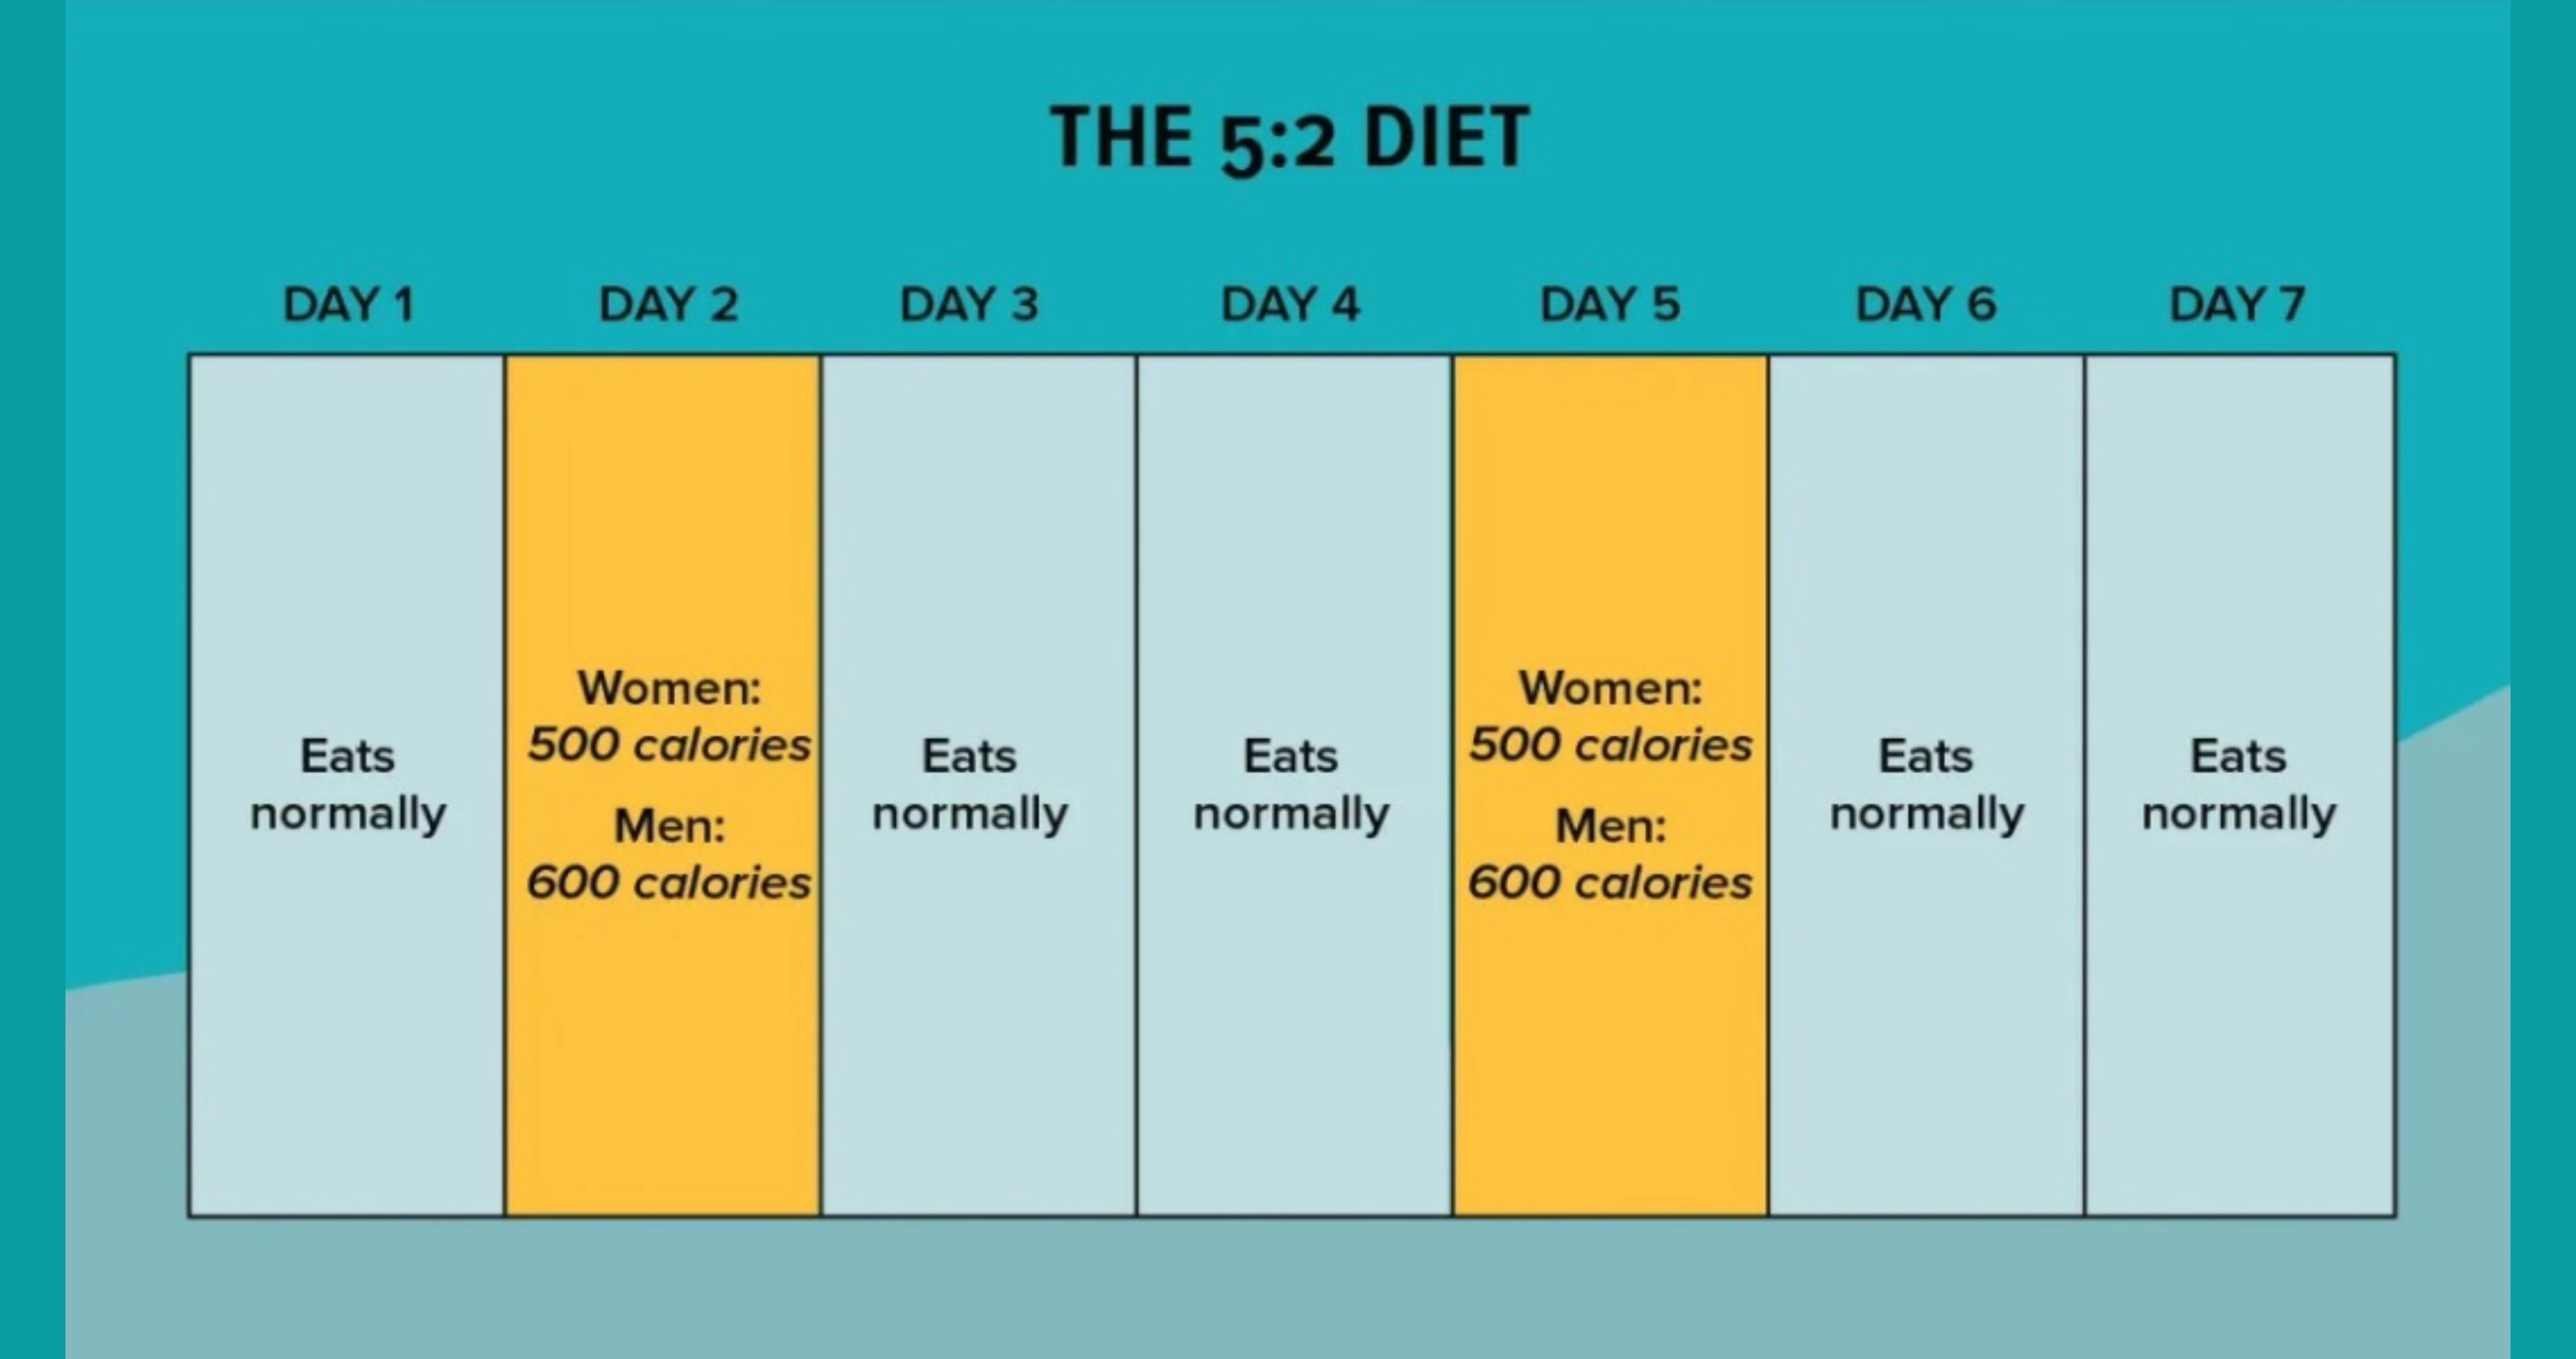 THE 5:2 DIET
DAY 1
DAY 2
DAY 3
DAY 4
DAY 5
DAY 6
DAY 7
Eats
normally
Women:
500 calories
Men:
600 calories
Eats
normally
Eats
normally
Women:
500 calories
Men:
600 calories
Eats
normally
Eats
normally